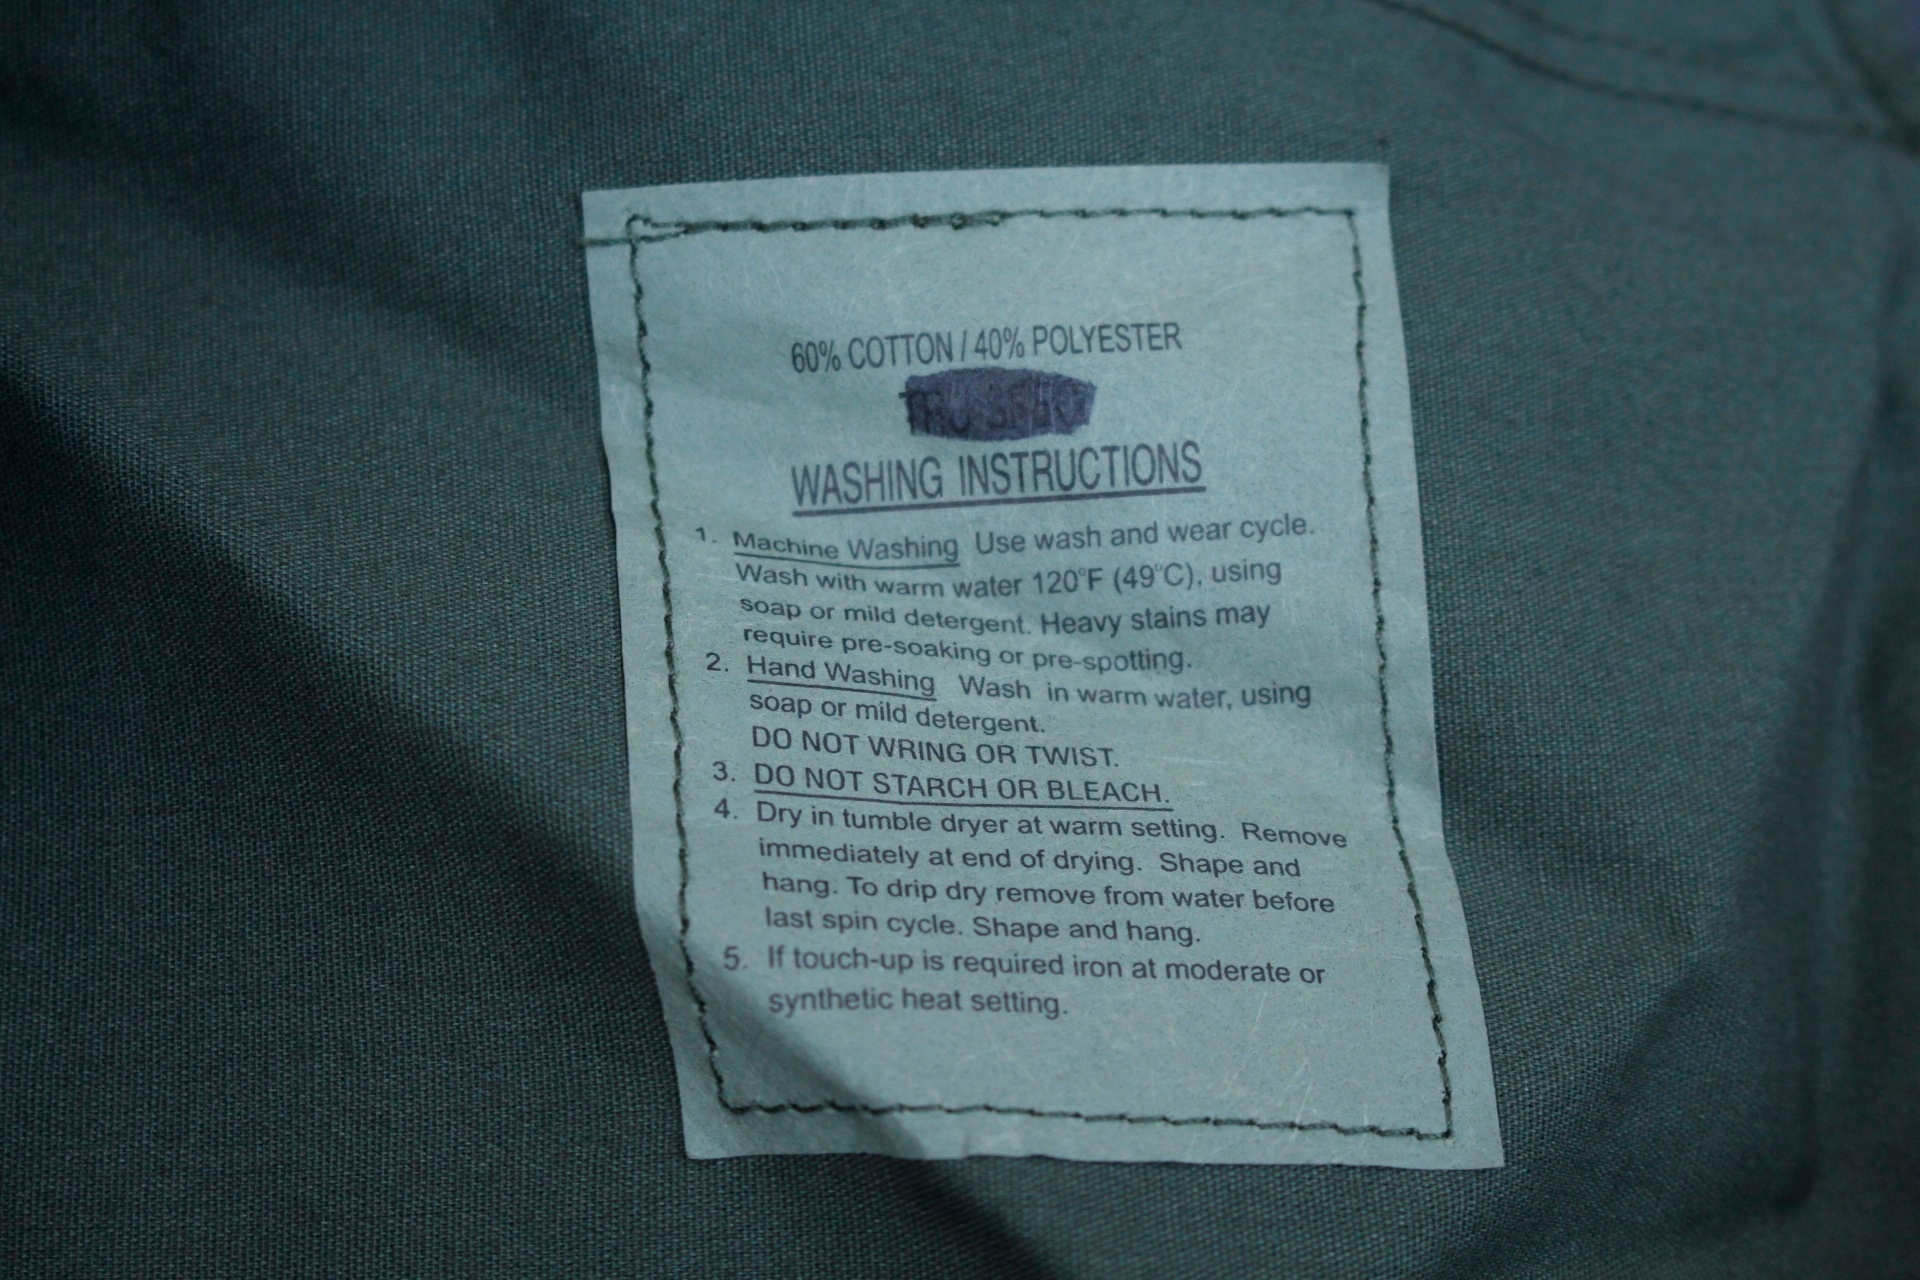 60% COTTON / 40% POLYESTER
WASHING INSTRUCTIONS
1. Machine Washing Use wash and wear cycle.
Wash with warm water 120°F (49°C), using
soap or mild detergent. Heavy stains may
require pre-soaking or pre-spotting.
2. Hand Washing Wash in warm water, using
soap or mild detergent.
DO NOT WRING OR TWIST.
3. DO NOT STARCH OR BLEACH.
4. Dry in tumble dryer at warm setting. Remove
immediately at end of drying. Shape and
hang. To drip dry remove from water before
last spin cycle. Shape and hang.
5. If touch-up is required iron at moderate or
synthetic heat setting.